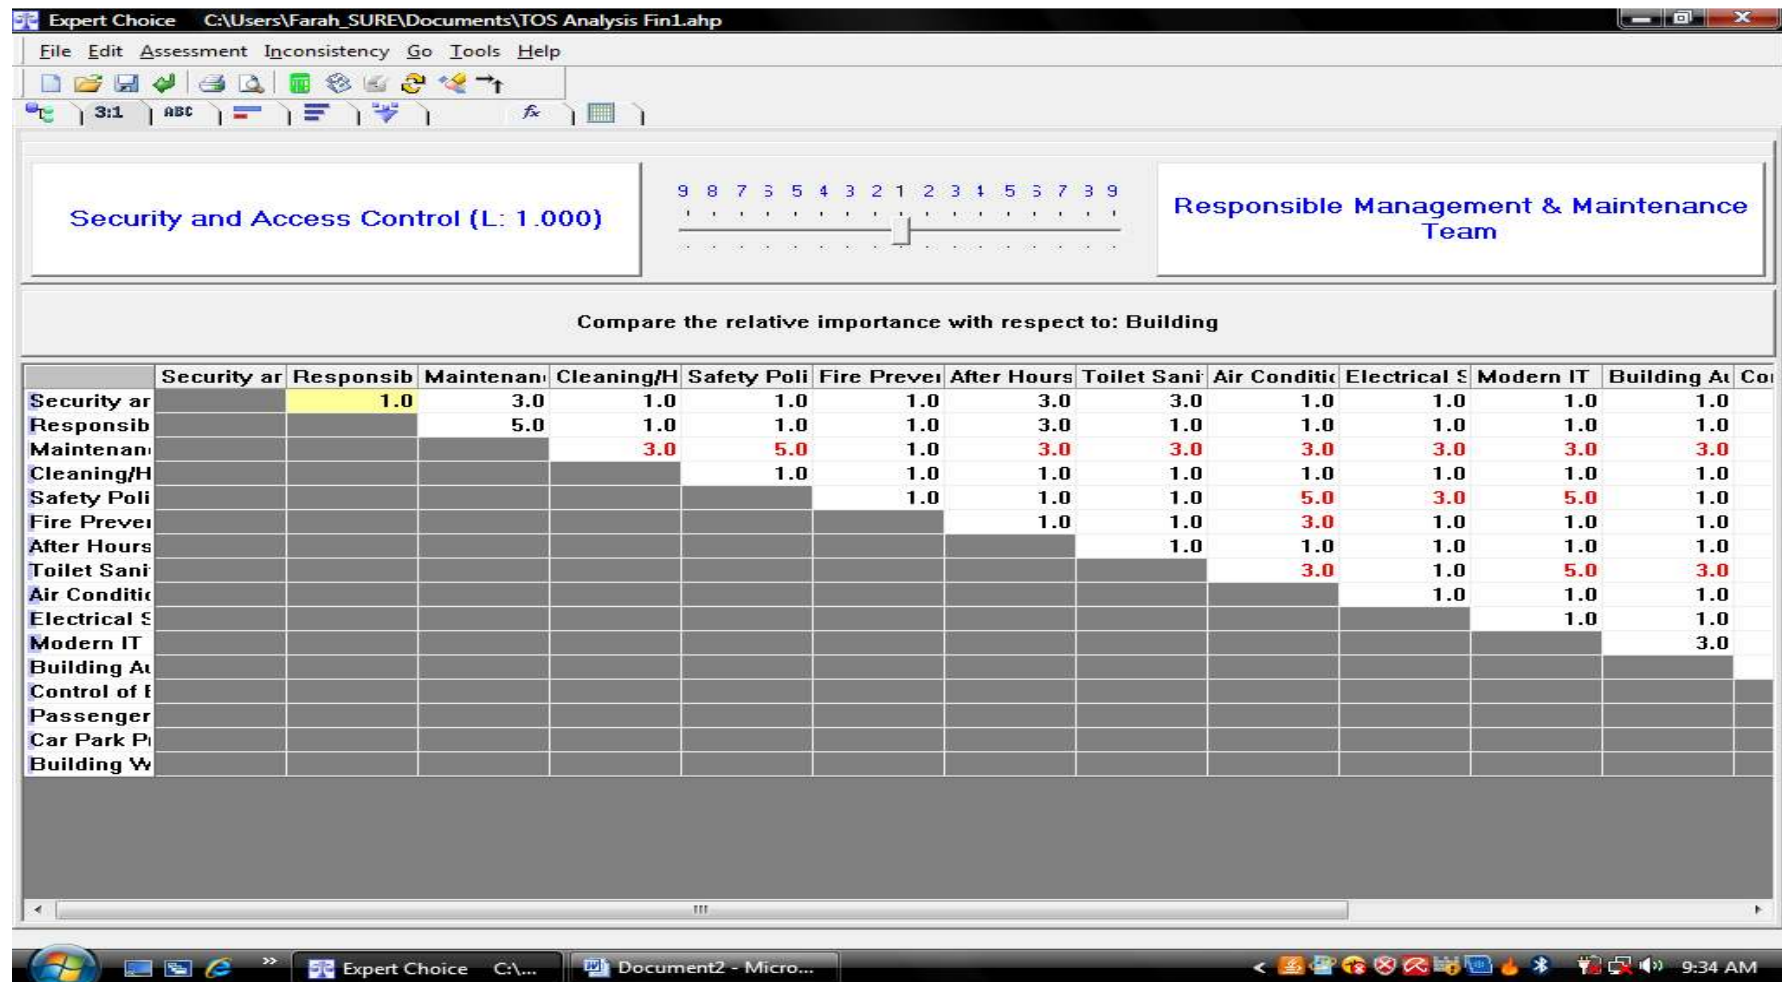 Expert Choice C:\Users\Farah_SURE\Documents\TOS Analysis Fin1.ahp
File Edit Assessment Inconsistency Go Tools Help
3:1 ABC fx
9 8 7 5 5 4 3 2 1 2 3 4 5 5 7 3 9
Security and Access Control (L: 1.000)
Responsible Management & Maintenance
Team
Compare the relative importance with respect to: Building
Security ar Responsib Maintenan Cleaning/H Safety Poli Fire Preve After Hours Toilet Sani Air Conditic Electrical S Modern IT Building Au Co
Security ar 1.0 3.0 1.0 1.0 1.0 3.0 3.0 1.0 1.0 1.0 1.0
Responsib 5.0 1.0 1.0 1.0 3.0 1.0 1.0 1.0 1.0 1.0
Maintenan 3.0 5.0 1.0 3.0 3.0 3.0 3.0 3.0 3.0
Cleaning/H 1.0 1.0 1.0 1.0 1.0 1.0 1.0 1.0
Safety Poli 1.0 1.0 1.0 5.0 3.0 5.0 1.0
Fire Preve 1.0 1.0 3.0 1.0 1.0 1.0
After Hours 1.0 1.0 1.0 1.0 1.0
Toilet Sani 3.0 1.0 5.0 3.0
Air Conditic 1.0 1.0 1.0
Electrical S 1.0 1.0
Modern IT 3.0
Building Au
Control of E
Passenger
Car Park P
Building W
Expert Choice C:\... Document2 - Micro... 9:34 AM